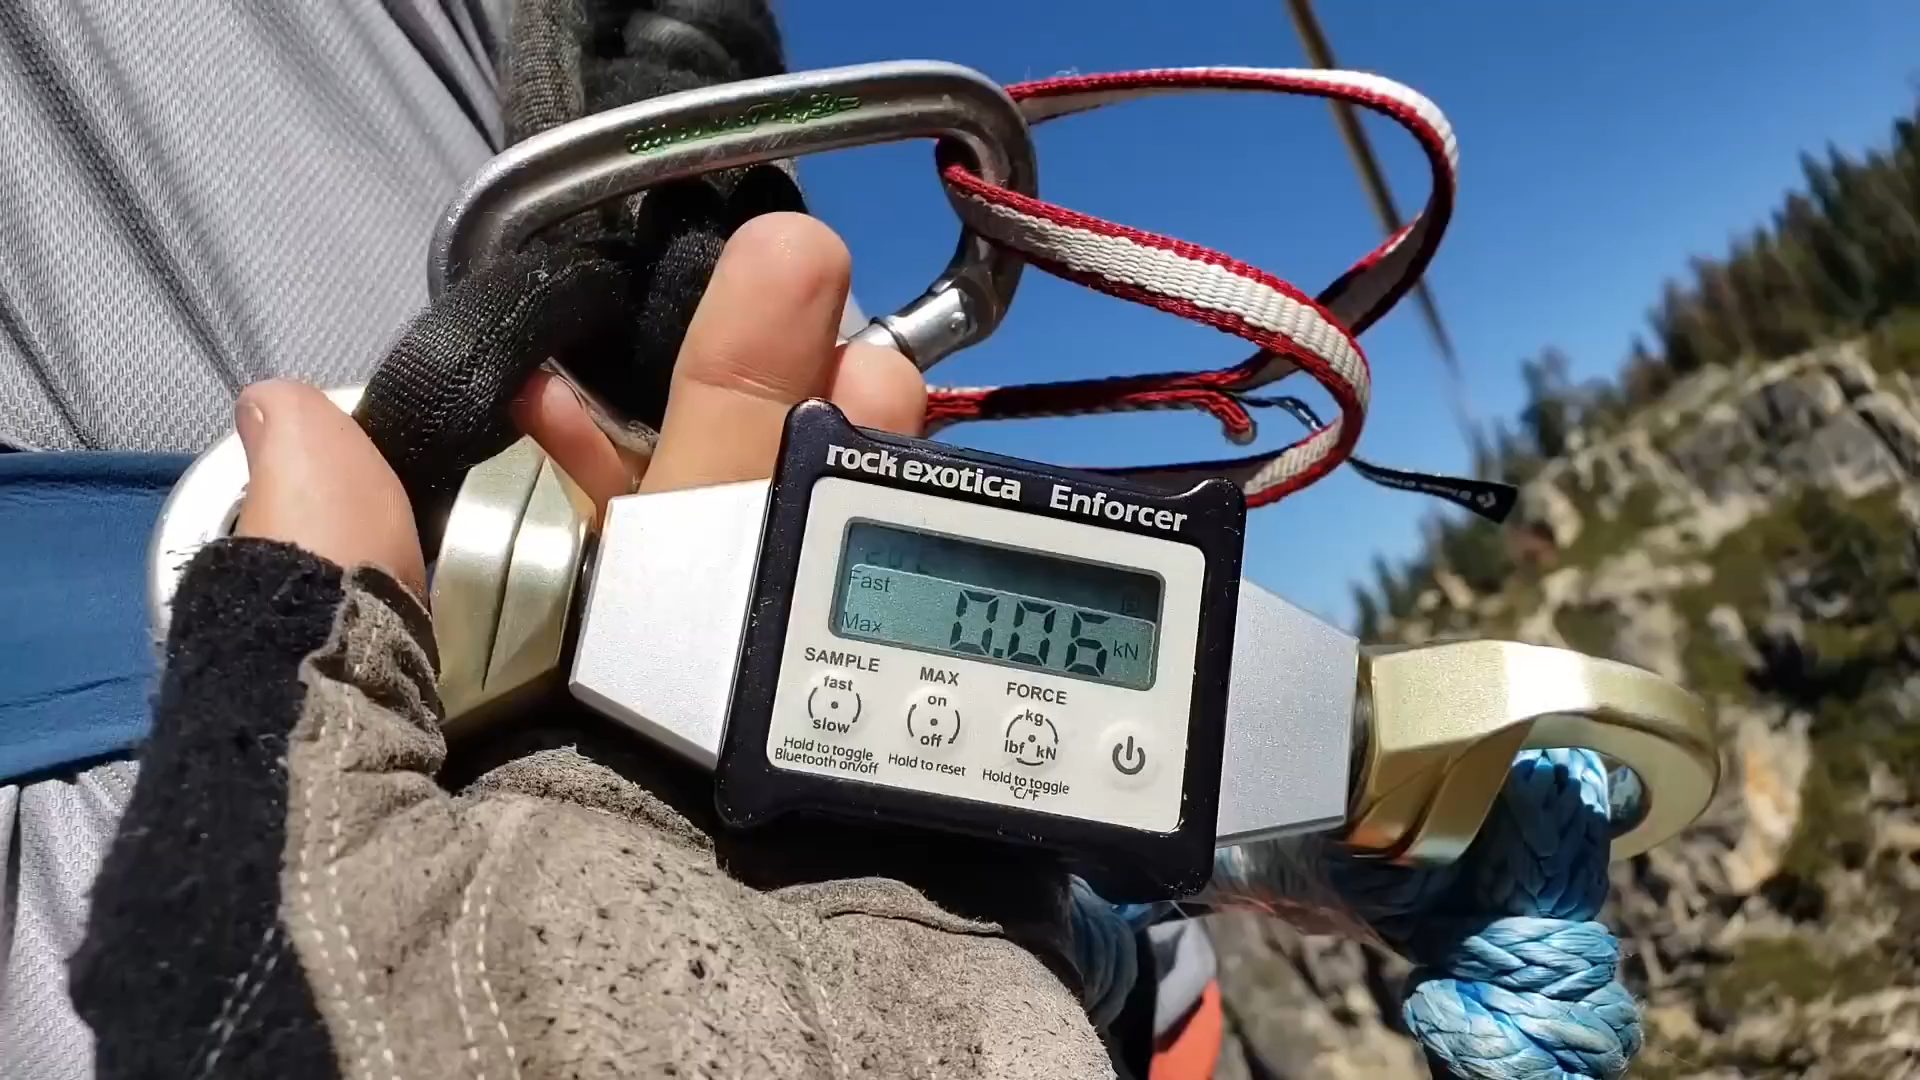 rock exotica Enforcer
Fast
Max 0.06 kN
SAMPLE
fast
slow
Hold to toggle
Bluetooth on/off
MAX
on
off
Hold to reset
FORCE
kg
lbf kN
Hold to toggle
°C/°F